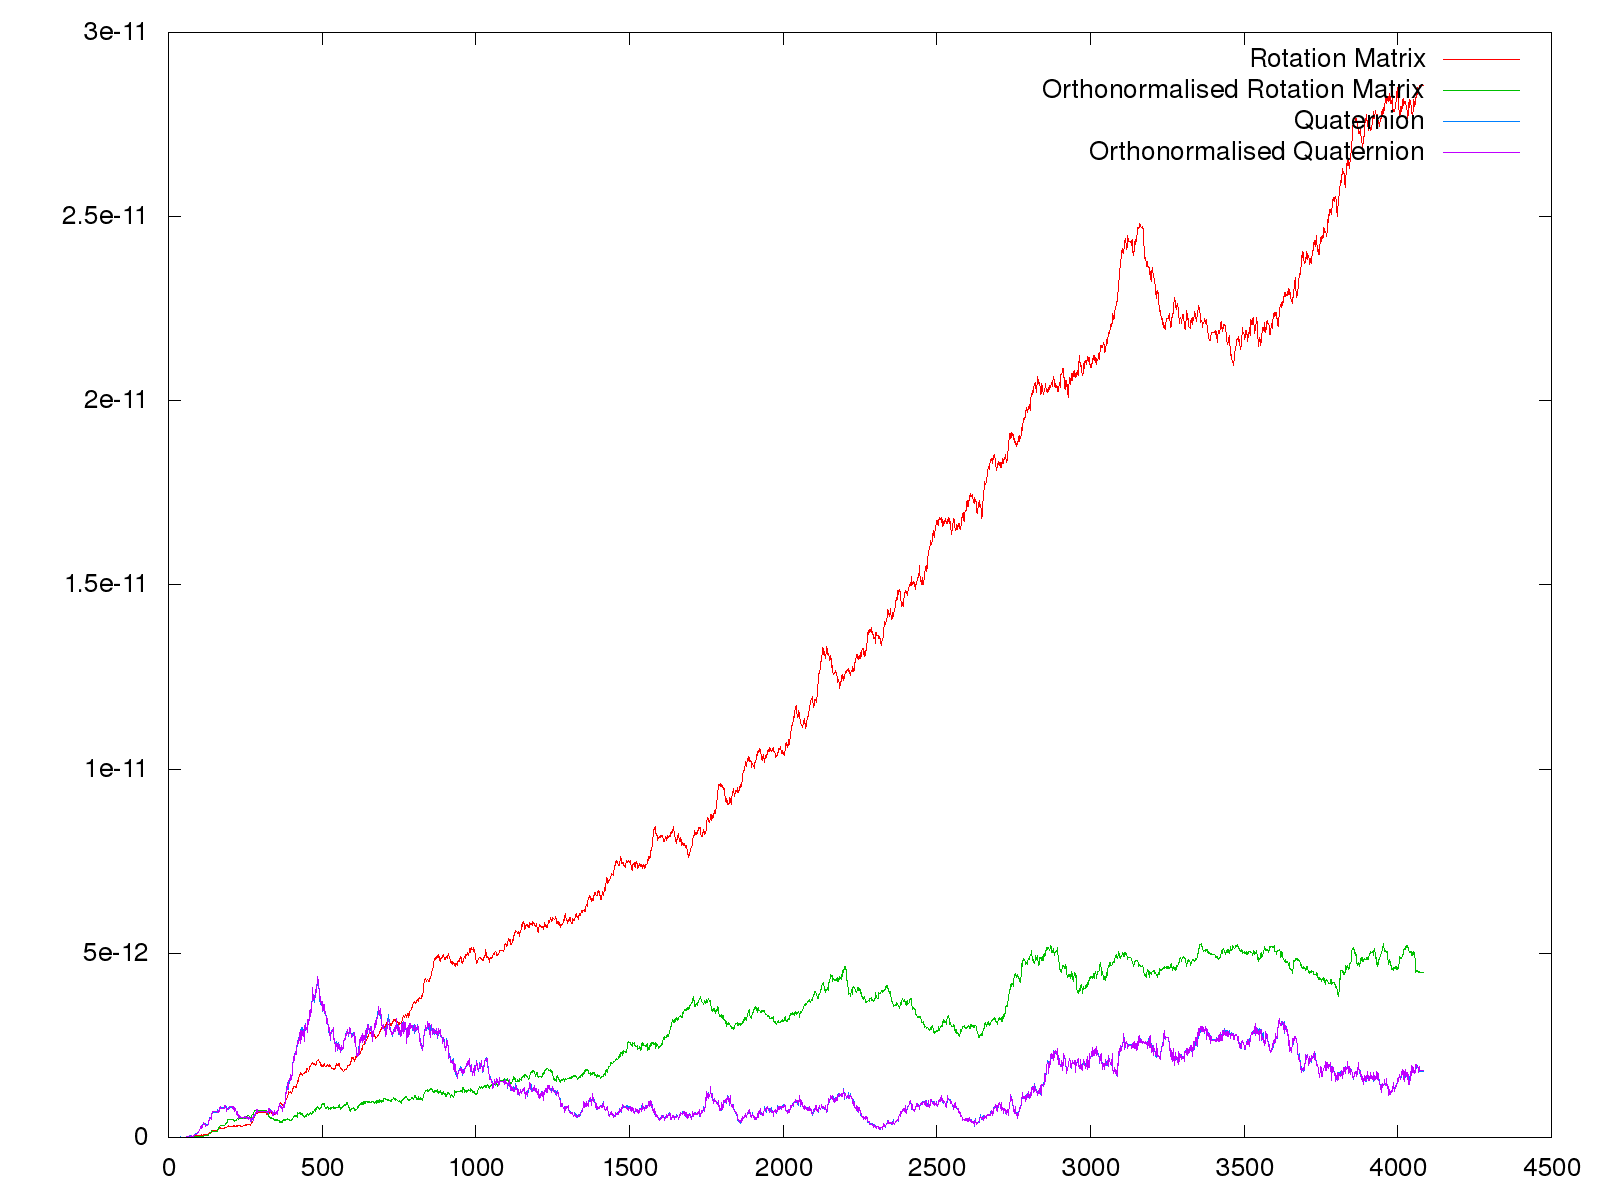 3e-11
2.5e-11
2e-11
1.5e-11
1e-11
5e-12
0
0 500 1000 1500 2000 2500 3000 3500 4000 4500
Rotation Matrix
Orthonormalised Rotation Matrix
Quaternion
Orthonormalised Quaternion